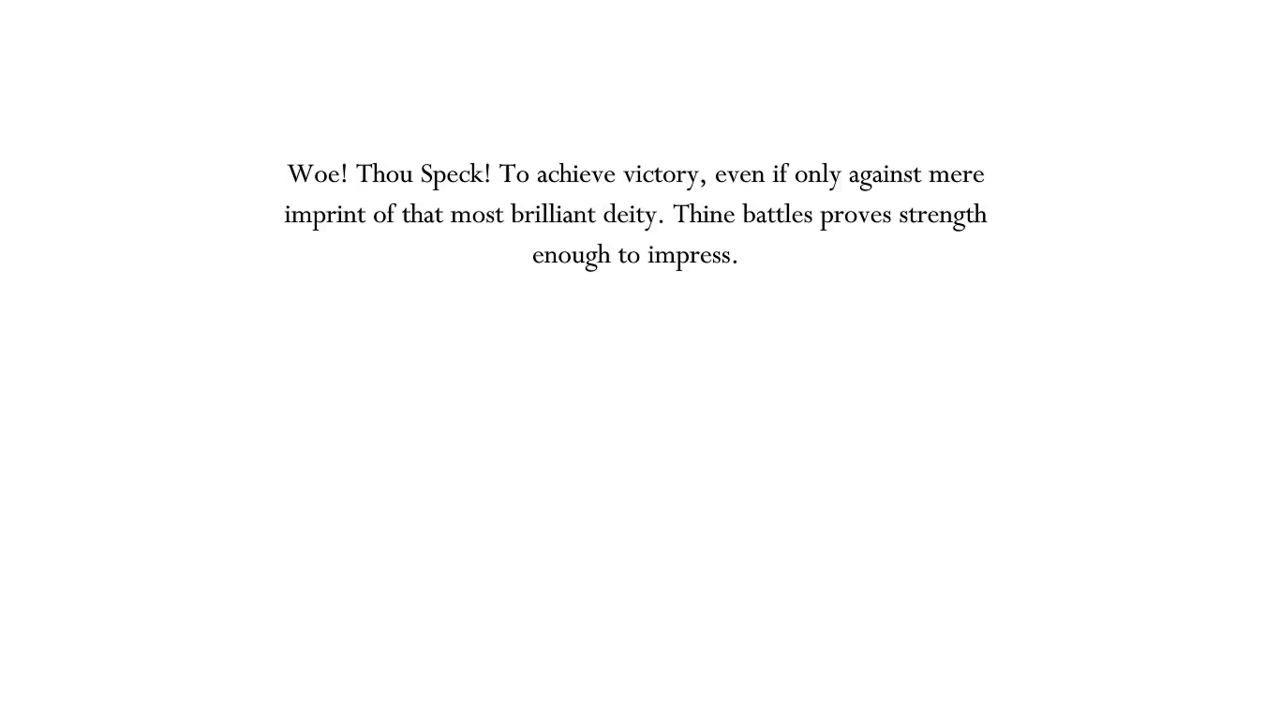 Woe! Thou Speck! To achieve victory, even if only against mere
imprint of that most brilliant deity. Thine battles proves strength
enough to impress.